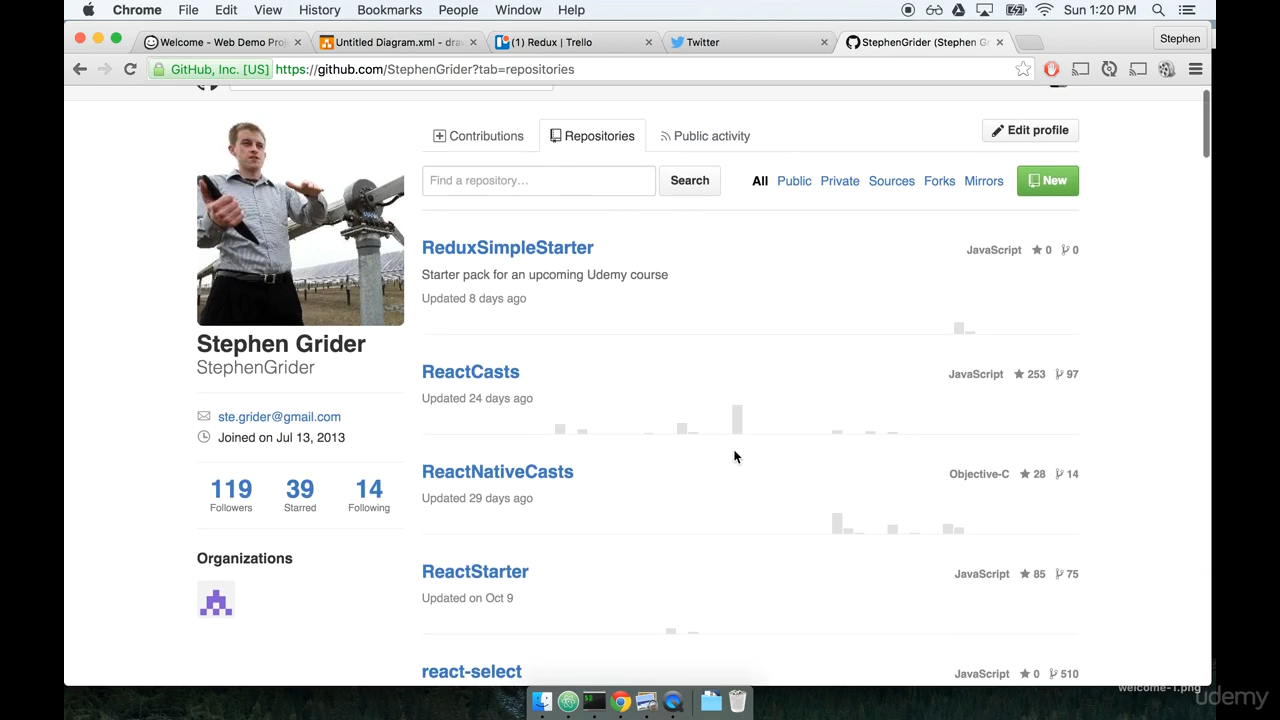 Chrome File Edit View History Bookmarks People Window Help Sun 1:20 PM
Welcome - Web Demo Proj Untitled Diagram.xml - dra (1) Redux | Trello Twitter StephenGrider (Stephen G Stephen
GitHub, Inc. [US] https://github.com/StephenGrider?tab=repositories
Contributions Repositories Public activity Edit profile
Find a repository... Search All Public Private Sources Forks Mirrors New
ReduxSimpleStarter JavaScript 0 0
Starter pack for an upcoming Udemy course
Updated 8 days ago
Stephen Grider
StephenGrider
ReactCasts JavaScript 253 97
Updated 24 days ago
ste.grider@gmail.com
Joined on Jul 13, 2013
ReactNativeCasts Objective-C 28 14
Updated 29 days ago
119 39 14
Followers Starred Following
Organizations
ReactStarter JavaScript 85 75
Updated on Oct 9
react-select JavaScript 0 510
welcome-1.png
udemy